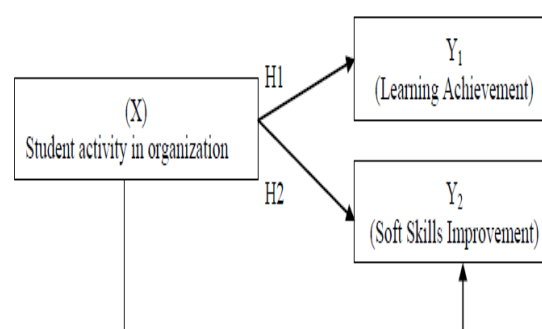 (X)
Student activity in organization
H1
H2
Y₁
(Learning Achievement)
Y₂
(Soft Skills Improvement)